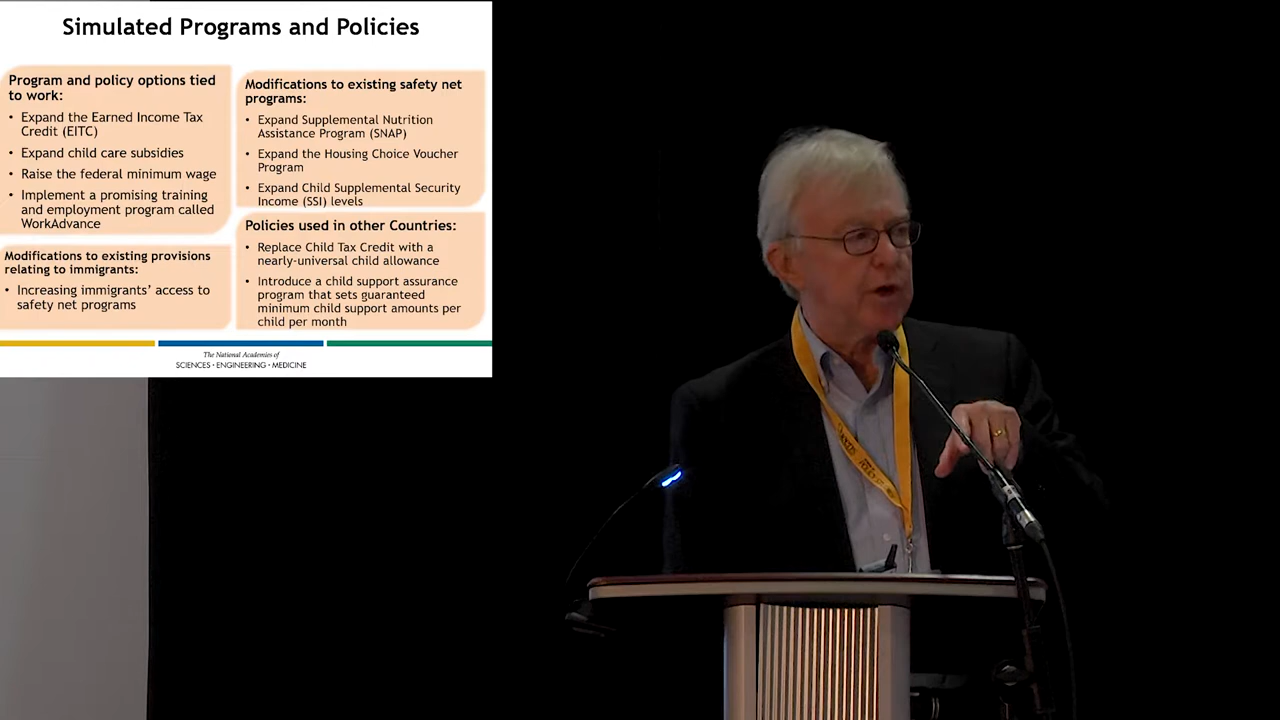 Simulated Programs and Policies
Program and policy options tied
to work:
• Expand the Earned Income Tax
Credit (EITC)
• Expand child care subsidies
• Raise the federal minimum wage
• Implement a promising training
and employment program called
WorkAdvance
Modifications to existing provisions
relating to immigrants:
• Increasing immigrants' access to
safety net programs
Modifications to existing safety net
programs:
• Expand Supplemental Nutrition
Assistance Program (SNAP)
• Expand the Housing Choice Voucher
Program
• Expand Child Supplemental Security
Income (SSI) levels
Policies used in other Countries:
• Replace Child Tax Credit with a
nearly-universal child allowance
• Introduce a child support assurance
program that sets guaranteed
minimum child support amounts per
child per month
The National Academies of
SCIENCES • ENGINEERING • MEDICINE